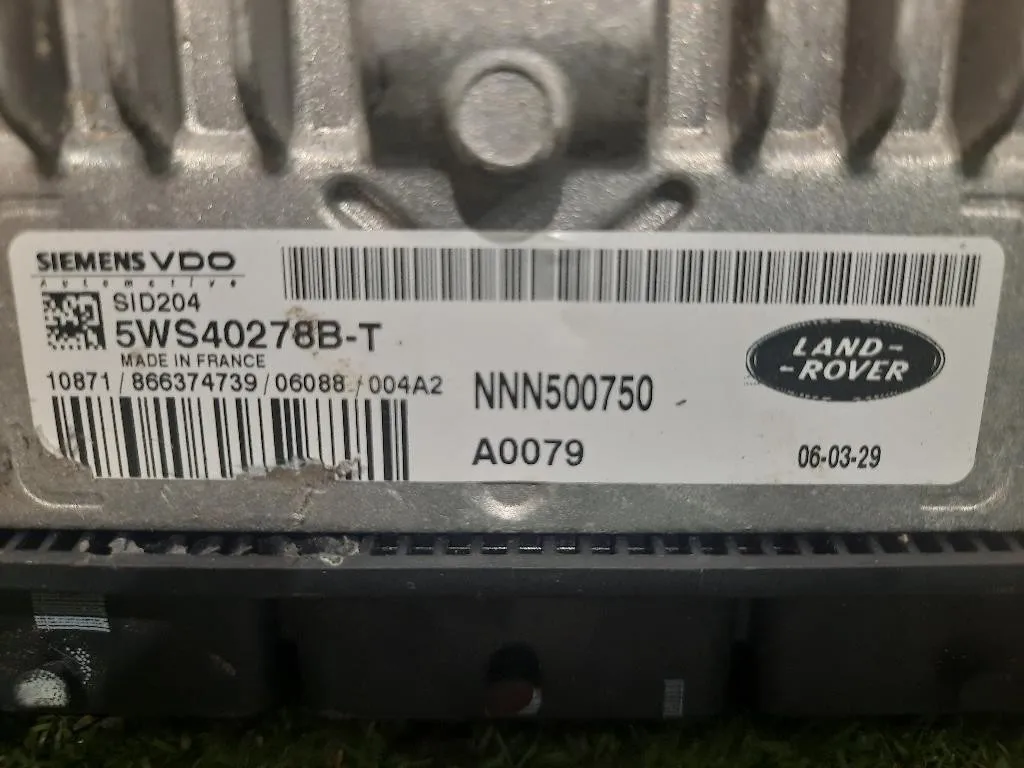 SIEMENS VDO
Automotive
SID204
5WS40278B-T
MADE IN FRANCE
10871 / 866374739 / 06088 / 004A2
NNN500750
A0079
LAND-
-ROVER
06-03-29